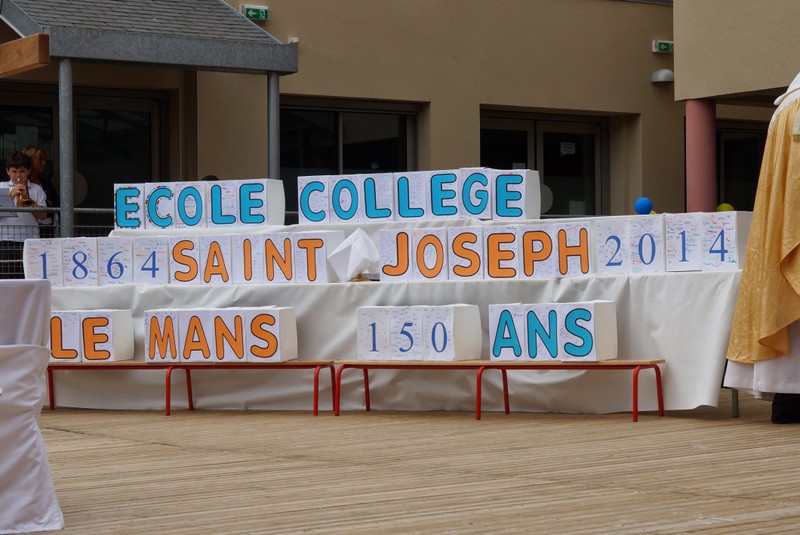 ECOLE COLLEGE
1864 SAINT JOSEPH 2014
LE MANS 150 ANS